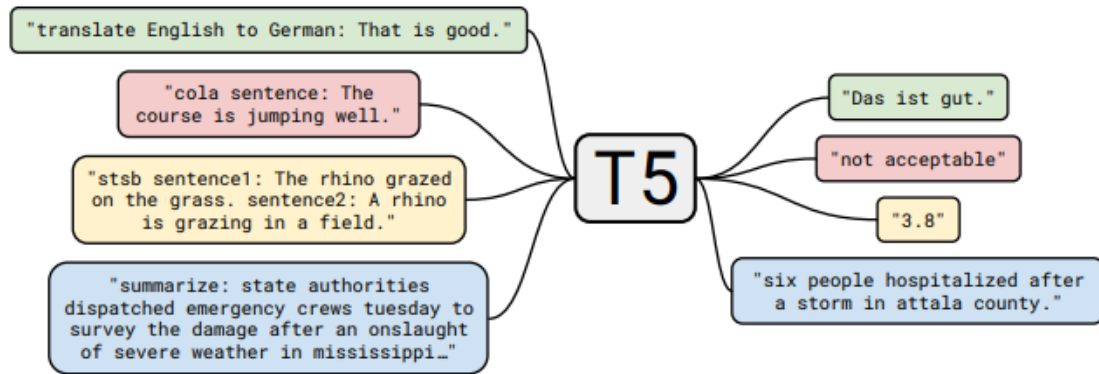 "translate English to German: That is good."
"cola sentence: The
course is jumping well."
"stsb sentence1: The rhino grazed
on the grass. sentence2: A rhino
is grazing in a field."
"summarize: state authorities
dispatched emergency crews tuesday to
survey the damage after an onslaught
of severe weather in mississippi…"
T5
"Das ist gut."
"not acceptable"
"3.8"
"six people hospitalized after
a storm in attala county."